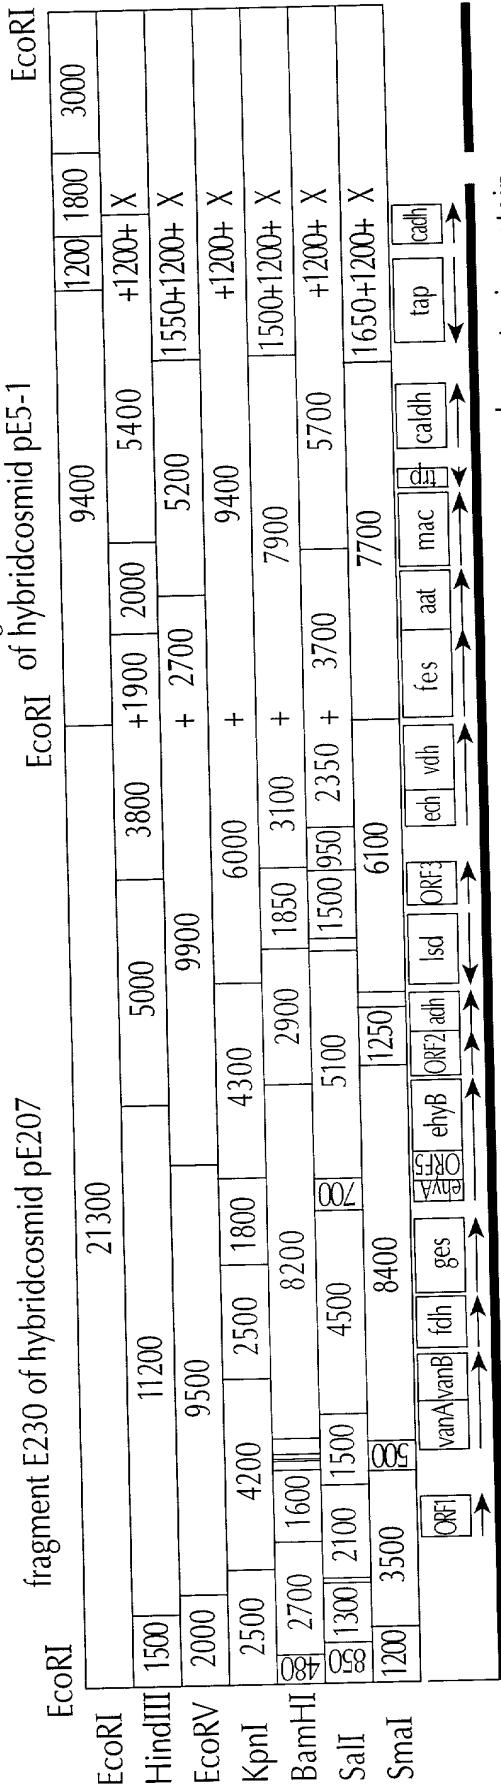 fragment E230 of hybridcosmid pE207 of hybridcosmid pE5-1
EcoRI EcoRI EcoRI
EcoRI 21300 9400 1200 1800 3000
HindIII 1500 11200 5000 3800 +1900 2000 5400 +1200+ X
EcoRV 2000 9500 9900 + 2700 5200 1550+1200+ X
KpnI 2500 4200 2500 1800 4300 6000 + 9400 +1200+ X
BamHI 480 2700 1600 8200 2900 1850 3100 + 7900 1500+1200+ X
SalI 850 1300 2100 1500 4500 700 5100 1500 950 2350 + 3700 5700 +1200+ X
SmaI 1200 3500 500 8400 1250 6100 7700 1650+1200+ X
ORF1 vanA vanB fdh ges ehyA ORF5 ehyB ORF2 adh lsd ORF3 ech vdh fes aat mac trp caldh tap cadh